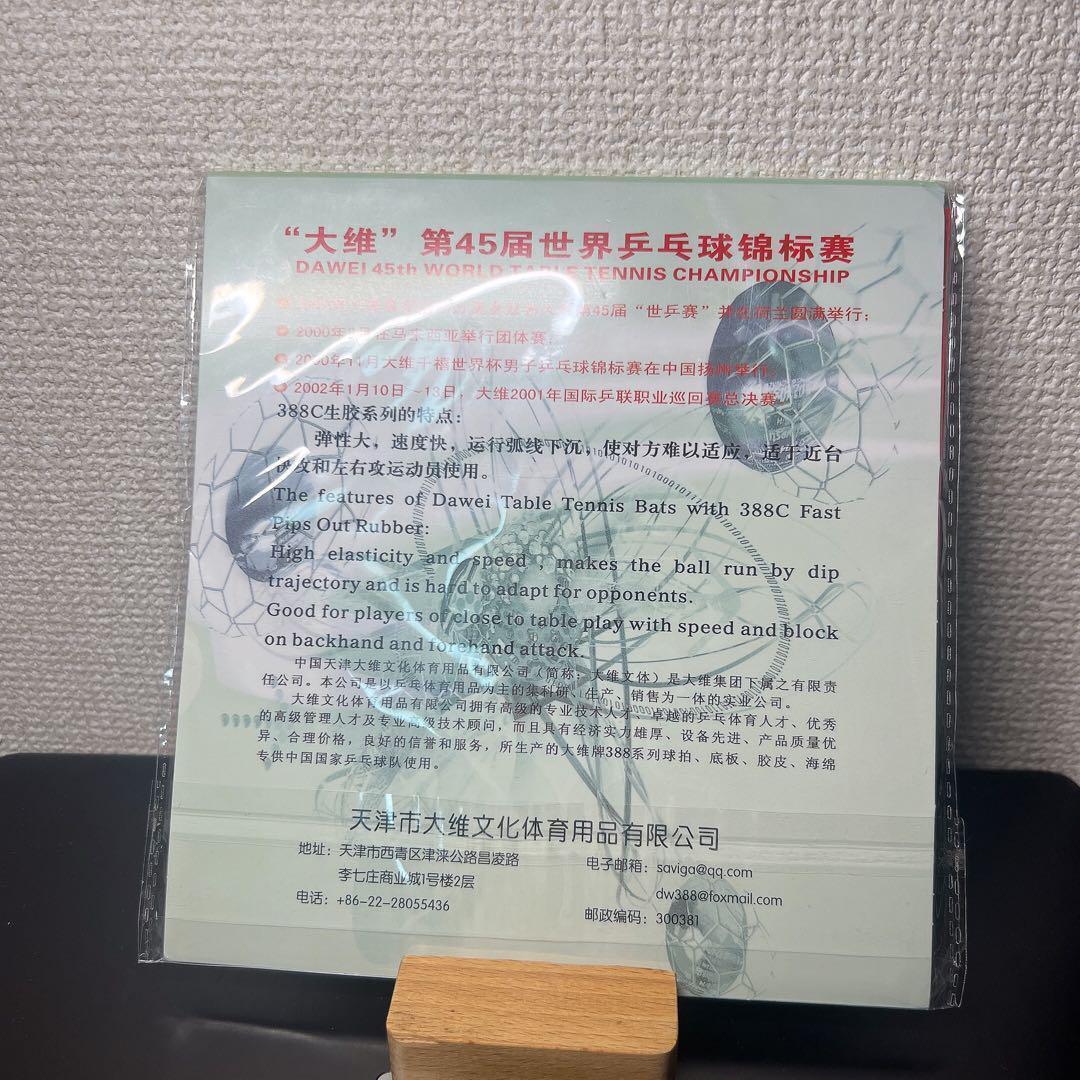 “大维”第45届世界乒乓球锦标赛
DAWEI 45th WORLD TABLE TENNIS CHAMPIONSHIP
第45届“世乒赛”并在荷兰圆满举行;
2000年 在马来西亚举行团体赛;
2000年11月大维千禧世界杯男子乒乓球锦标赛在中国扬州举行;
2002年1月10日~13日,大维2001年国际乒联职业巡回赛总决赛
388C生胶系列的特点:
弹性大,速度快,运行弧线下沉,使对方难以适应,适于近台
快攻和左右攻运动员使用。
The features of Dawei Table Tennis Bats with 388C Fast
Pips Out Rubber:
High elasticity and speed , makes the ball run by dip
trajectory and is hard to adapt for opponents.
Good for players of close to table play with speed and block
on backhand and forehand attack.
中国天津大维文化体育用品有限公司(简称:大维文体)是大维集团下属之有限责
任公司。本公司是以乒乓体育用品为主的集科研、生产、销售为一体的实业公司。
大维文化体育用品有限公司拥有高级的专业技术人才、卓越的乒乓体育人才、优秀
的高级管理人才及专业高级技术顾问,而且具有经济实力雄厚、设备先进、产品质量优
异、合理价格,良好的信誉和服务,所生产的大维牌388系列球拍、底板、胶皮、海绵
专供中国国家乒乓球队使用。
天津市大维文化体育用品有限公司
地址:天津市西青区津涞公路昌凌路
李七庄商业城1号楼2层
电话:+86-22-28055436
电子邮箱:saviga@qq.com
dw388@foxmail.com
邮政编码:300381